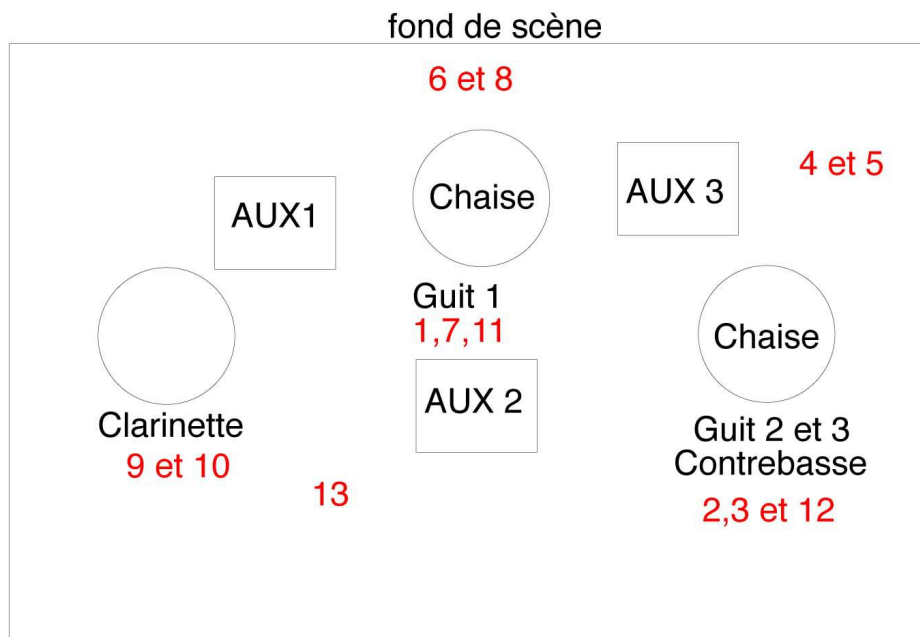 fond de scène
6 et 8
4 et 5
AUX1
Chaise
AUX 3
Guit 1
1,7,11
Chaise
AUX 2
Clarinette
9 et 10
Guit 2 et 3
Contrebasse
13
2,3 et 12